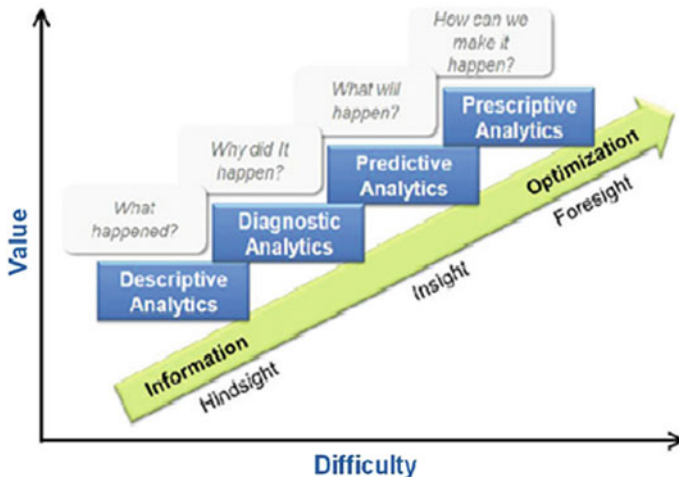 How can we
make it
happen?
What will
happen?
Prescriptive
Analytics
Why did It
happen?
Predictive
Analytics
What
happened?
Diagnostic
Analytics
Descriptive
Analytics
Value
Information
Optimization
Hindsight
Insight
Foresight
Difficulty